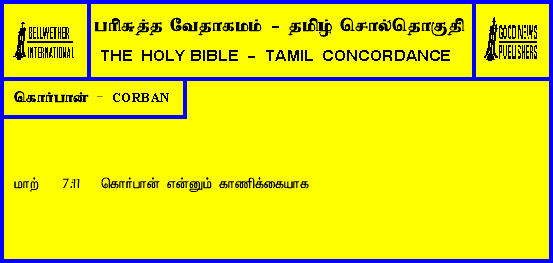 BELLWETHER
INTERNATIONAL
பரிசுத்த வேதாகமம் - தமிழ் சொல்தொகுதி
THE HOLY BIBLE - TAMIL CONCORDANCE
GOOD NEWS
PUBLISHERS
கொர்பான் - CORBAN
மாற் 7:11 கொர்பான் என்னும் காணிக்கையாக